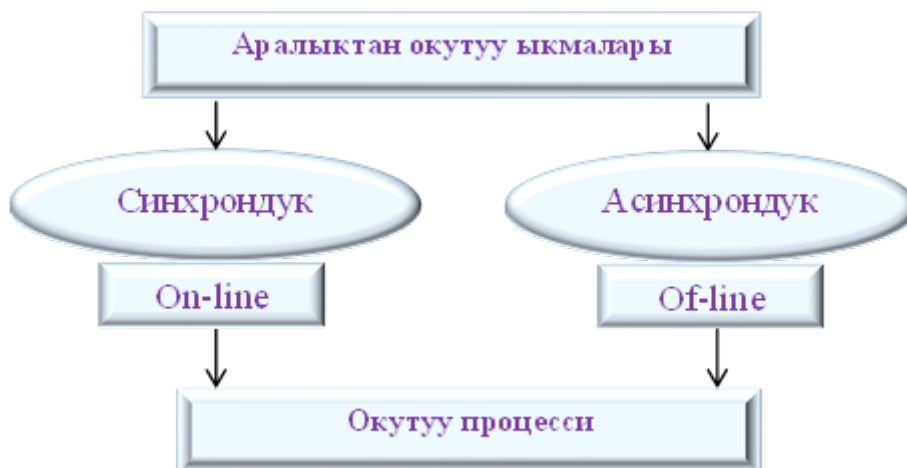 Аралыктан окутуу ыкмалары
Синхрондук
Асинхрондук
On-line
Of-line
Окутуу процесси